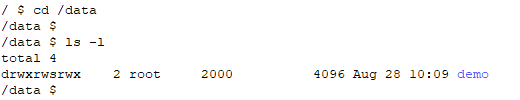 / $ cd /data
/data $
/data $ ls -l
total 4
drwxrwsrwx    2 root     2000          4096 Aug 28 10:09 demo
/data $